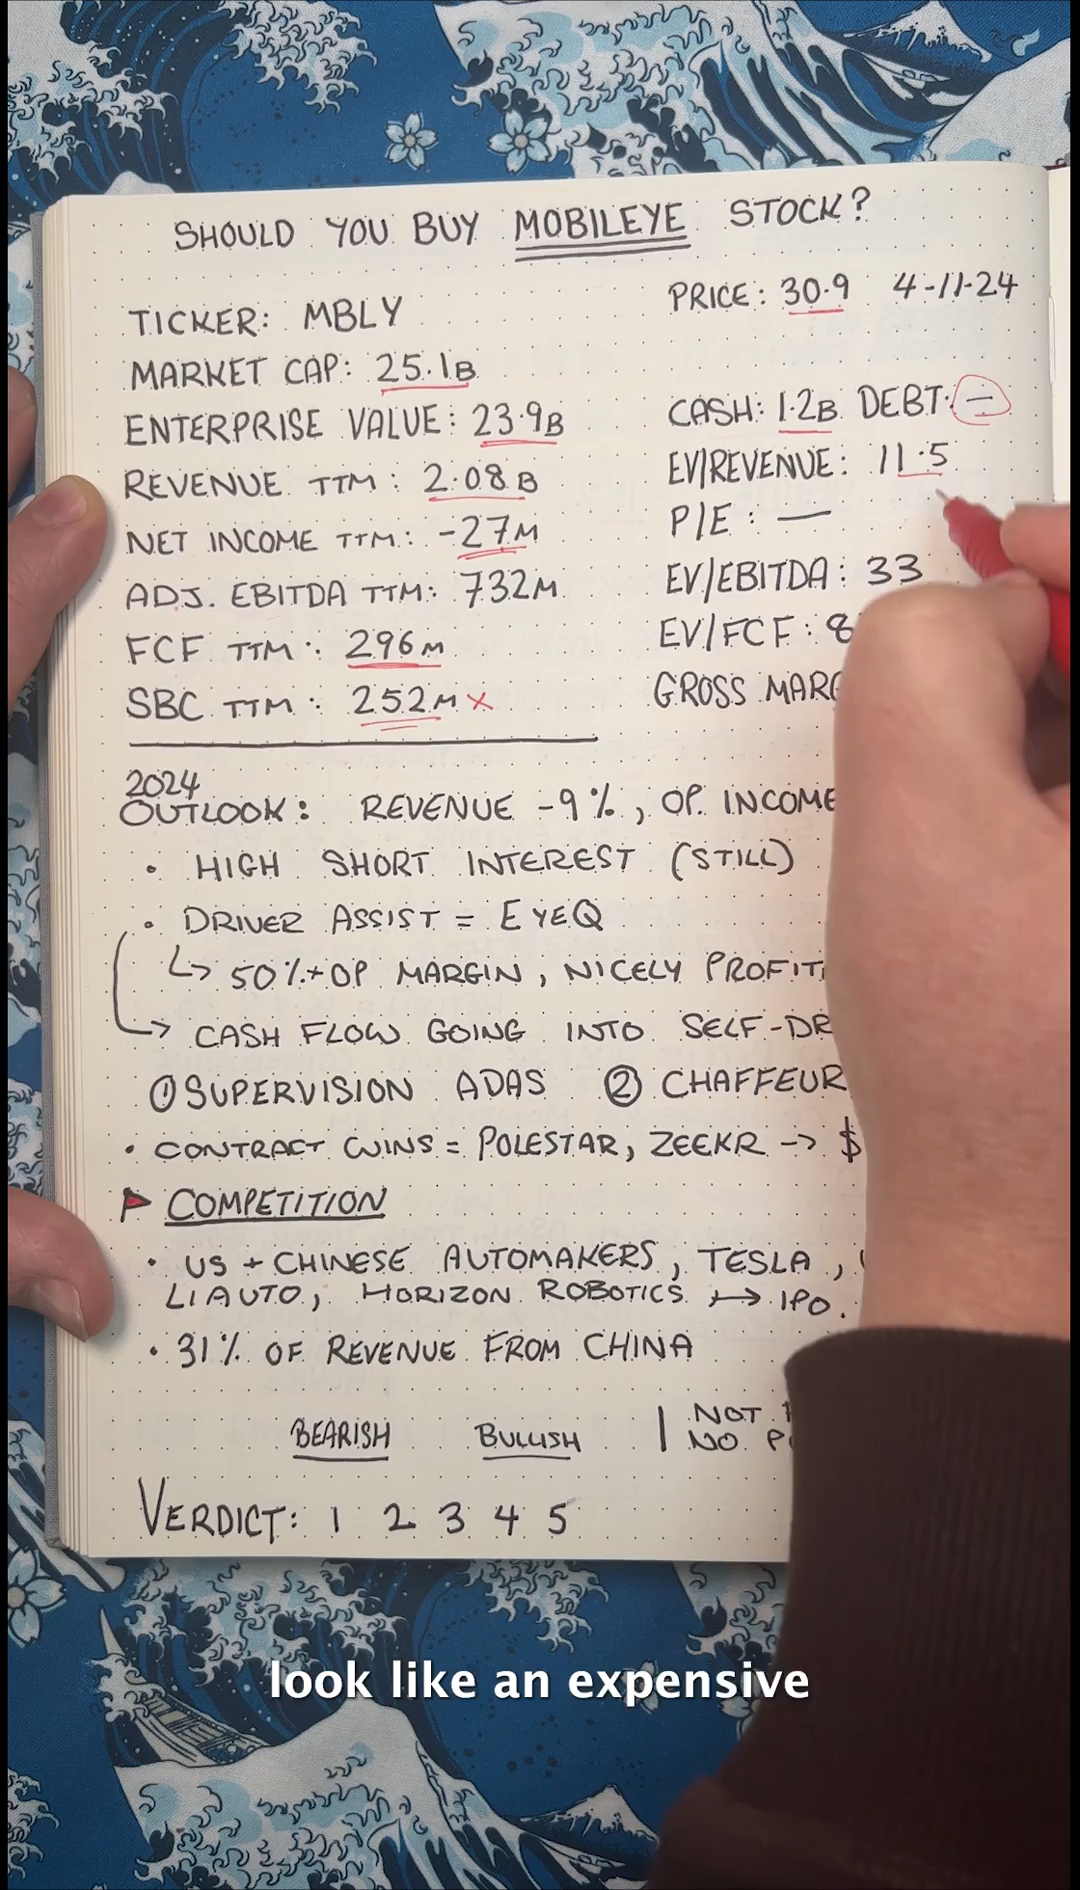 SHOULD YOU BUY MOBILEYE STOCK?
TICKER: MBLY
PRICE: 30.9 4-11-24
MARKET CAP: 25.1B
ENTERPRISE VALUE: 23.9B
CASH: 1.2B DEBT: —
REVENUE TTM: 2.08B
EV/REVENUE: 11.5
NET INCOME TTM: -27M
P/E: —
ADJ. EBITDA TTM: 732M
EV/EBITDA: 33
FCF TTM: 296M
EV/FCF: 8
SBC TTM: 252M X
GROSS
2024
OUTLOOK: REVENUE -9%, OP. INCOME
• HIGH SHORT INTEREST (STILL)
• DRIVER ASSIST = EYEQ
↳ 50%+ OP MARGIN, NICELY
→ CASH FLOW GOING INTO
① SUPERVISION ADAS ② CHAFFEUR
• CONTRACT WINS = POLESTAR, ZEEKR → $
COMPETITION
• US + CHINESE AUTOMAKERS, TESLA,
LIAUTO, HORIZON ROBOTICS ↦ IPO.
• 31% OF REVENUE FROM CHINA
BEARISH BULLISH | NOT
NO
VERDICT: 1 2 3 4 5
look like an expensive